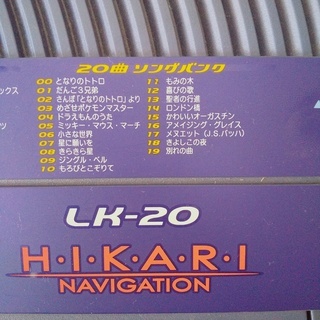 20曲 ソングバンク
00 となりのトトロ
01 だんご3兄弟
02 さんぽ「となりのトトロ」より
03 めざせポケモンマスター
04 ドラえもんのうた
05 ミッキー・マウス・マーチ
06 小さな世界
07 星に願いを
08 きらきら星
09 ジングル・ベル
10 もろびとこぞりて
11 もみの木
12 喜びの歌
13 聖者の行進
14 ロンドン橋
15 かわいいオーガスチン
16 アメイジング・グレイス
17 メヌエット (J.S.バッハ)
18 きよしこの夜
19 別れの曲
ックス
ツ
LK-20
H・I・K・A・R・I
NAVIGATION